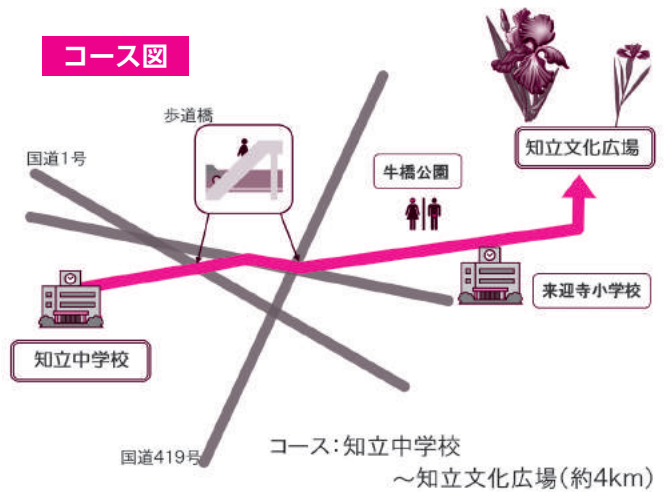 コース図
歩道橋
国道1号
知立文化広場
牛橋公園
来迎寺小学校
知立中学校
国道419号
コース：知立中学校
～知立文化広場（約4km）